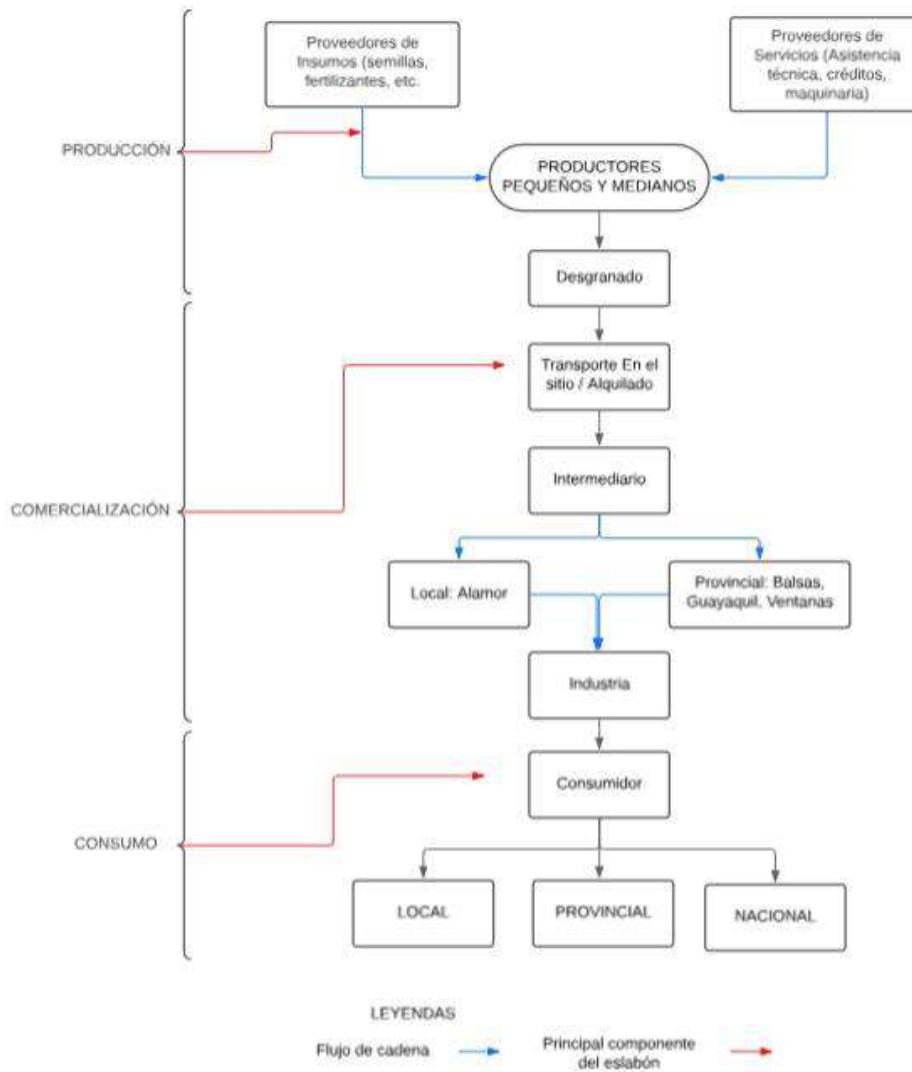 Proveedores de
Insumos (semillas,
fertilizantes, etc.
Proveedores de
Servicios (Asistencia
técnica, créditos,
maquinaria)
PRODUCCIÓN
PRODUCTORES
PEQUEÑOS Y MEDIANOS
Desgranado
Transporte En el
sitio / Alquilado
Intermediario
COMERCIALIZACIÓN
Local: Alamor
Provincial: Balsas,
Guayaquil, Ventanas
Industria
Consumidor
CONSUMO
LOCAL
PROVINCIAL
NACIONAL
LEYENDAS
Flujo de cadena
Principal componente
del eslabón